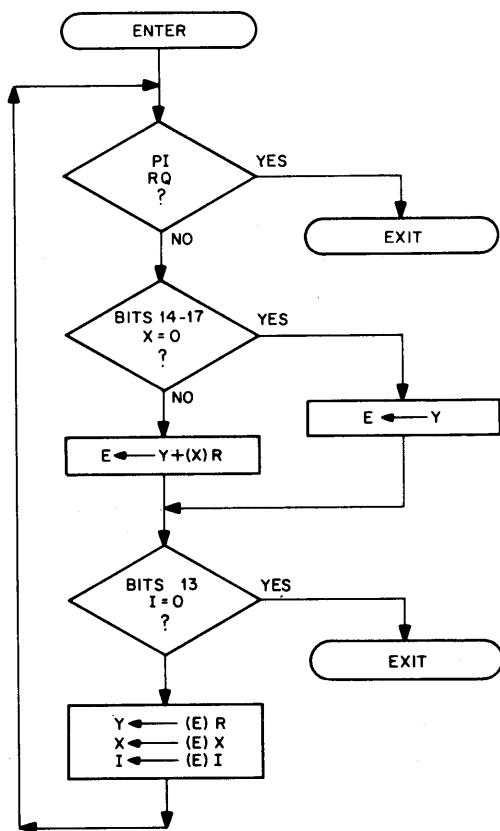 ENTER
PI
RQ
?
YES
EXIT
NO
BITS 14-17
X = 0
?
YES
NO
E ← Y
E ← Y+(X) R
BITS 13
I = 0
?
YES
EXIT
Y ← (E) R
X ← (E) X
I ← (E) I